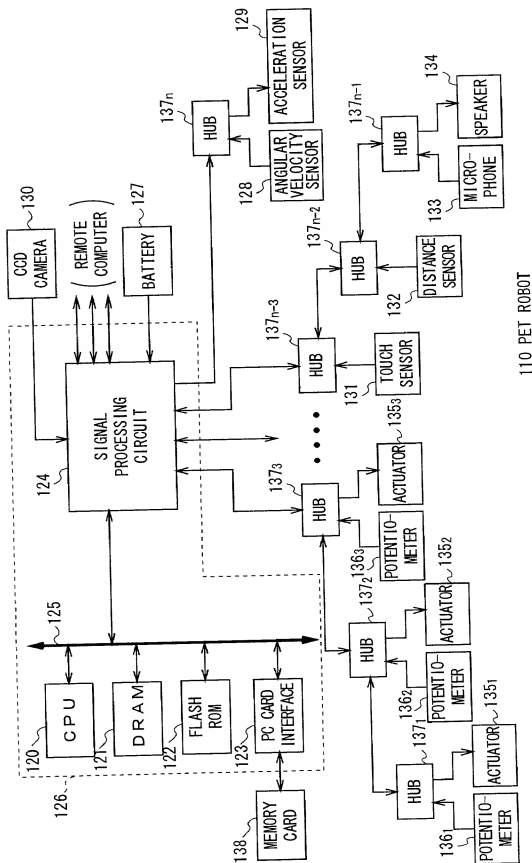 CPU
120
DRAM
121
FLASH
ROM
122
PC CARD
INTERFACE
123
126
125
MEMORY
CARD
138
SIGNAL
PROCESSING
CIRCUIT
124
CCD
CAMERA
130
(REMOTE
COMPUTER)
BATTERY
127
HUB
137n
ANGULAR
VELOCITY
SENSOR
128
ACCELERATION
SENSOR
129
HUB
137n-1
MICRO-
PHONE
133
SPEAKER
134
HUB
137n-2
DISTANCE
SENSOR
132
HUB
137n-3
TOUCH
SENSOR
131
HUB
1373
POTENTIO-
METER
1363
ACTUATOR
1353
HUB
1372
POTENTIO-
METER
1362
ACTUATOR
1352
HUB
1371
POTENTIO-
METER
1361
ACTUATOR
1351
110 PET ROBOT